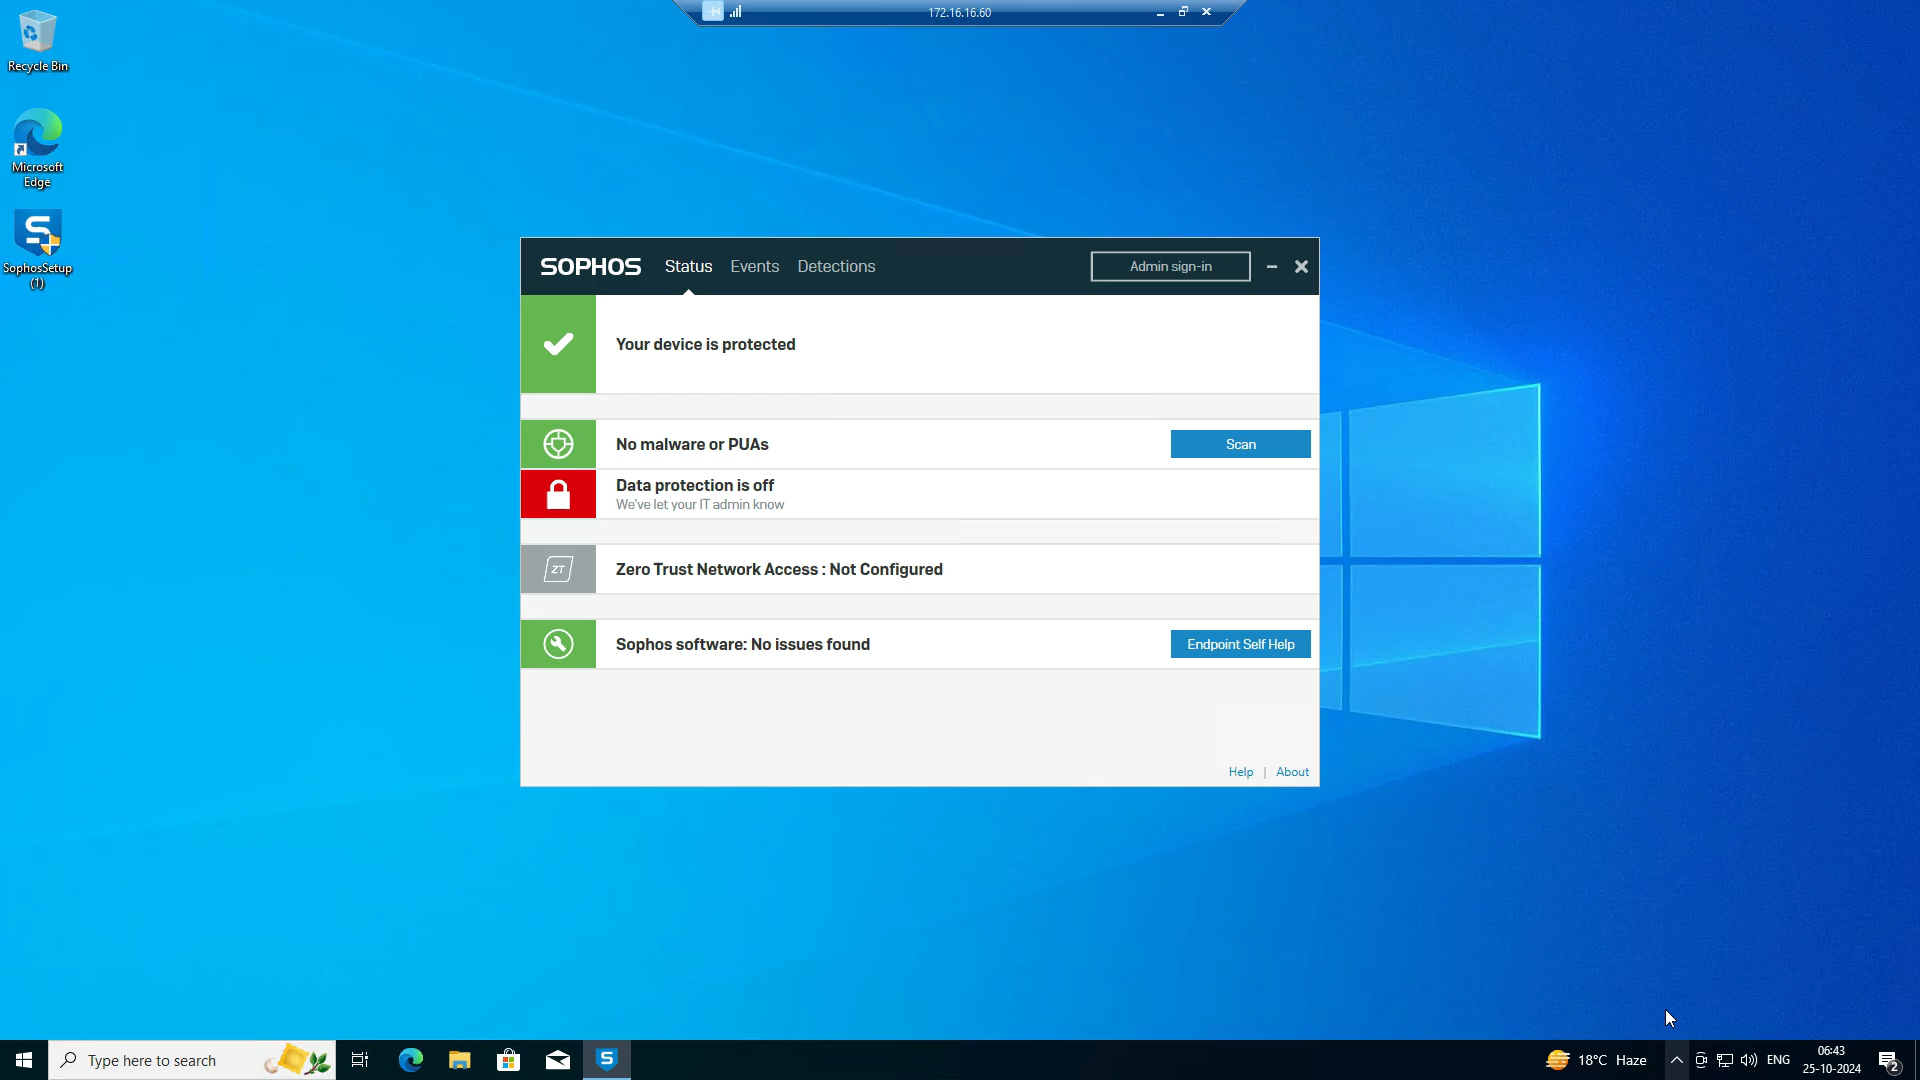 172.16.16.60
Recycle Bin
Microsoft
Edge
SophosSetup
(1)
SOPHOS Status Events Detections Admin sign-in
Your device is protected
No malware or PUAs Scan
Data protection is off
We've let your IT admin know
ZT Zero Trust Network Access : Not Configured
Sophos software: No issues found Endpoint Self Help
Help | About
Type here to search
18°C Haze ENG
06:43
25-10-2024
2